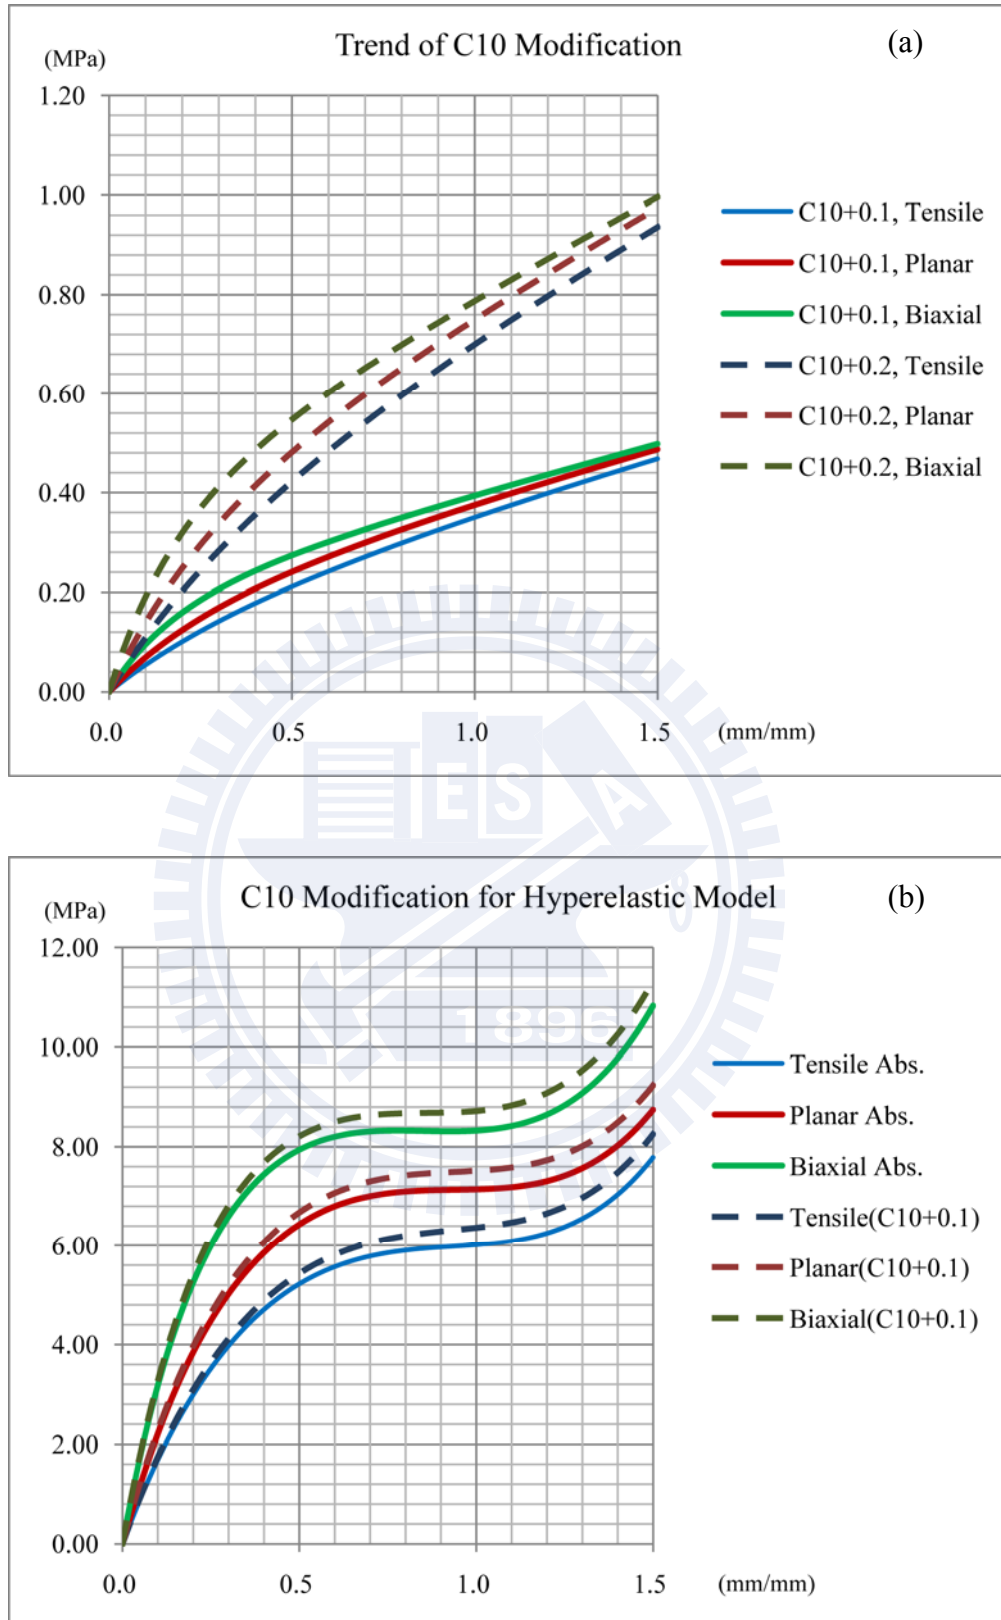 Trend of C10 Modification
(a)
(MPa)
1.20
1.00
0.80
0.60
0.40
0.20
0.00
0.0 0.5 1.0 1.5 (mm/mm)
C10+0.1, Tensile
C10+0.1, Planar
C10+0.1, Biaxial
C10+0.2, Tensile
C10+0.2, Planar
C10+0.2, Biaxial
E S A
C10 Modification for Hyperelastic Model
(b)
(MPa)
12.00
10.00
8.00
6.00
4.00
2.00
0.00
0.0 0.5 1.0 1.5 (mm/mm)
1896
Tensile Abs.
Planar Abs.
Biaxial Abs.
Tensile(C10+0.1)
Planar(C10+0.1)
Biaxial(C10+0.1)